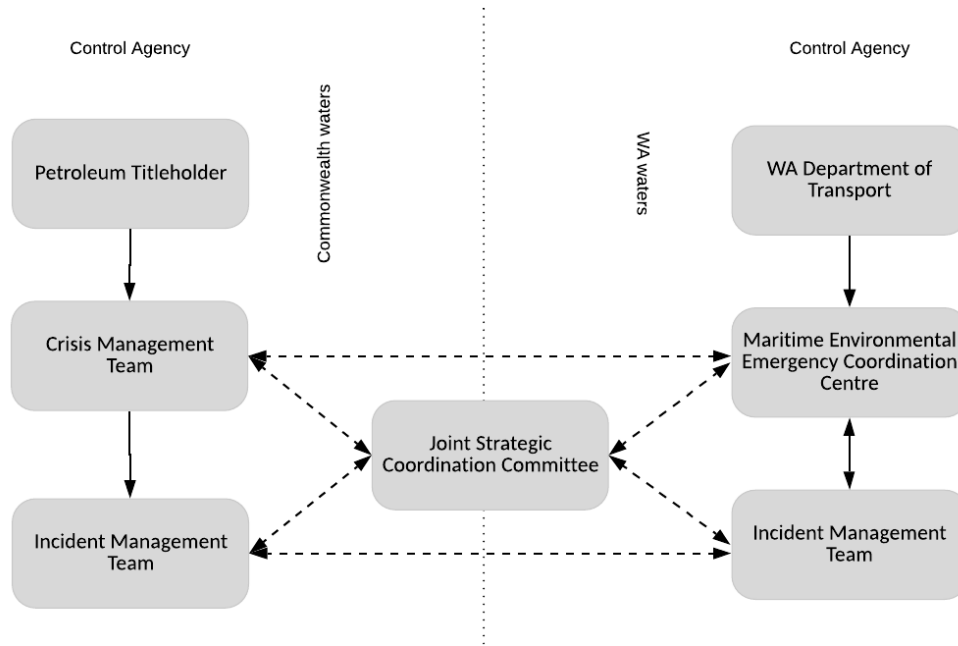 Control Agency
Control Agency
Commonwealth waters
WA waters
Petroleum Titleholder
WA Department of
Transport
Crisis Management
Team
Maritime Environmental
Emergency Coordination
Centre
Joint Strategic
Coordination Committee
Incident Management
Team
Incident Management
Team